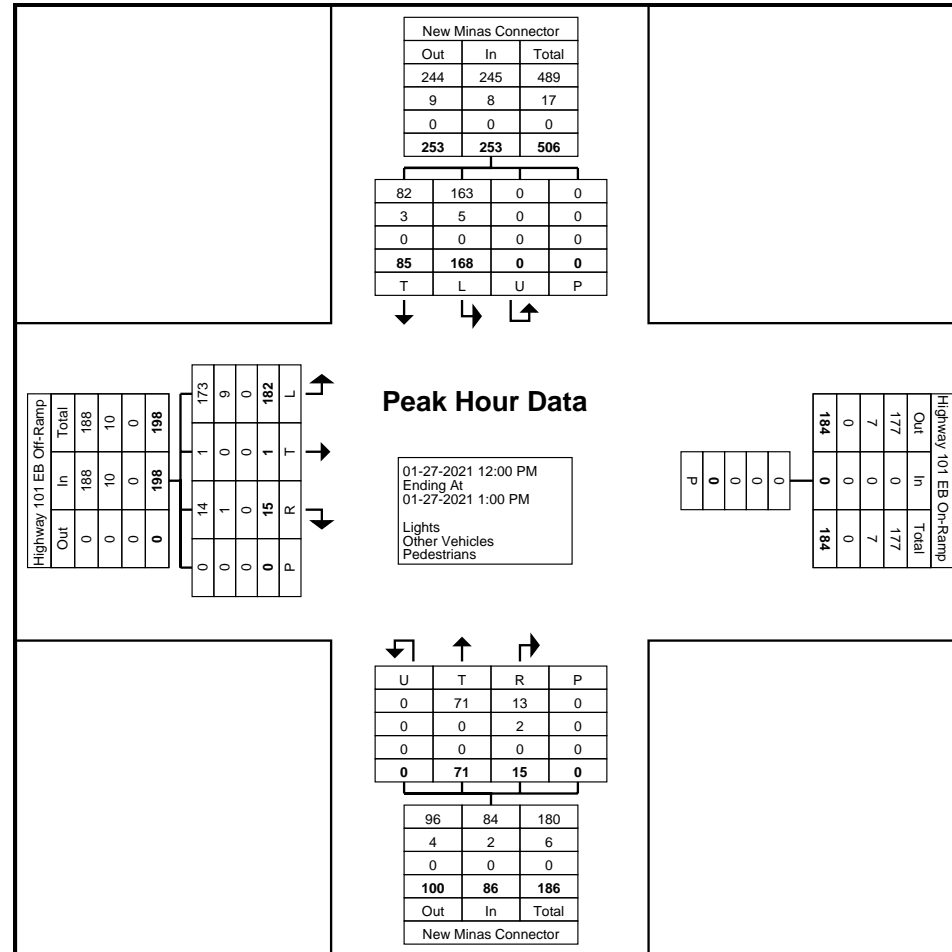 New Minas Connector
Out In Total
244 245 489
9 8 17
0 0 0
253 253 506
82 163 0 0
3 5 0 0
0 0 0 0
85 168 0 0
T L U P
Peak Hour Data
01-27-2021 12:00 PM
Ending At
01-27-2021 1:00 PM
Lights
Other Vehicles
Pedestrians
Highway 101 EB Off-Ramp
Out In Total
0 188 188
0 10 10
0 0 0
0 198 198
0 14 1 173
0 1 0 9
0 0 0 0
0 15 1 182
P R T L
Highway 101 EB On-Ramp
Out In Total
177 0 177
7 0 7
0 0 0
184 0 184
0
0
0
0
P
U T R P
0 71 13 0
0 0 2 0
0 0 0 0
0 71 15 0
96 84 180
4 2 6
0 0 0
100 86 186
Out In Total
New Minas Connector